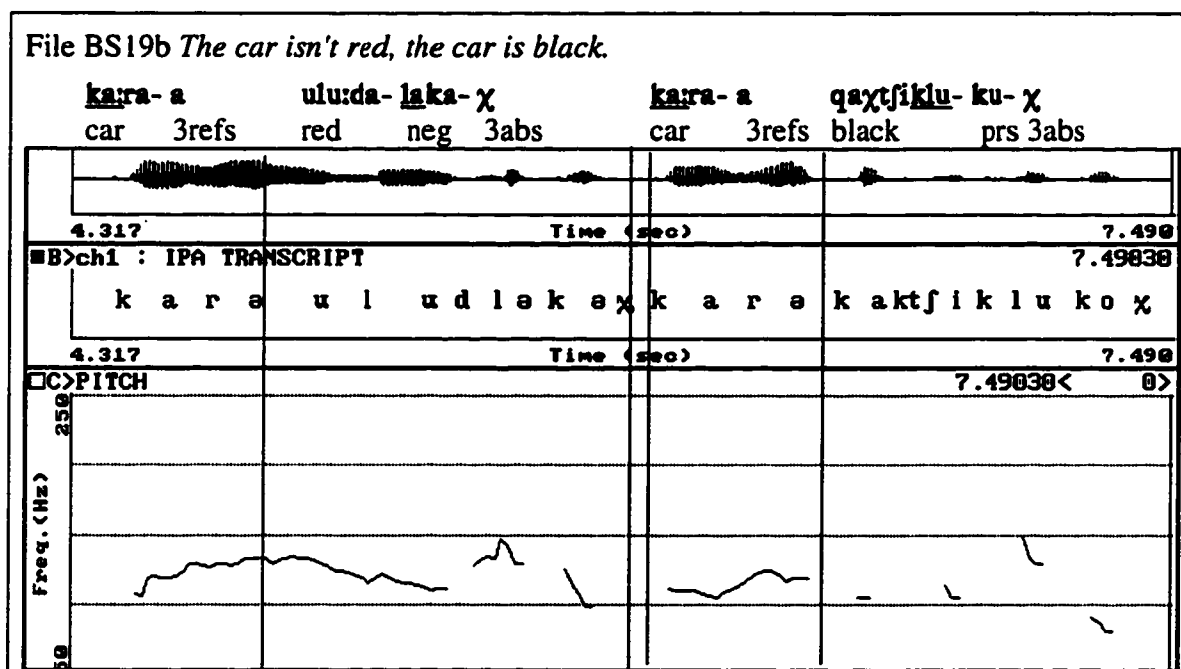 File BS19b The car isn't red, the car is black.
ka:ra- a ulu:da- laka- χ ka:ra- a qaχtʃiklu- ku- χ
car 3refs red neg 3abs car 3refs black prs 3abs
4.317 Time (sec) 7.490
B>ch1 : IPA TRANSCRIPT 7.49030
k a r ə u l u d l ə k ə χ k a r ə k a k t ʃ i k l u k o χ
4.317 Time (sec) 7.490
C>PITCH 7.49030< 0>
250
Freq.(Hz)
50